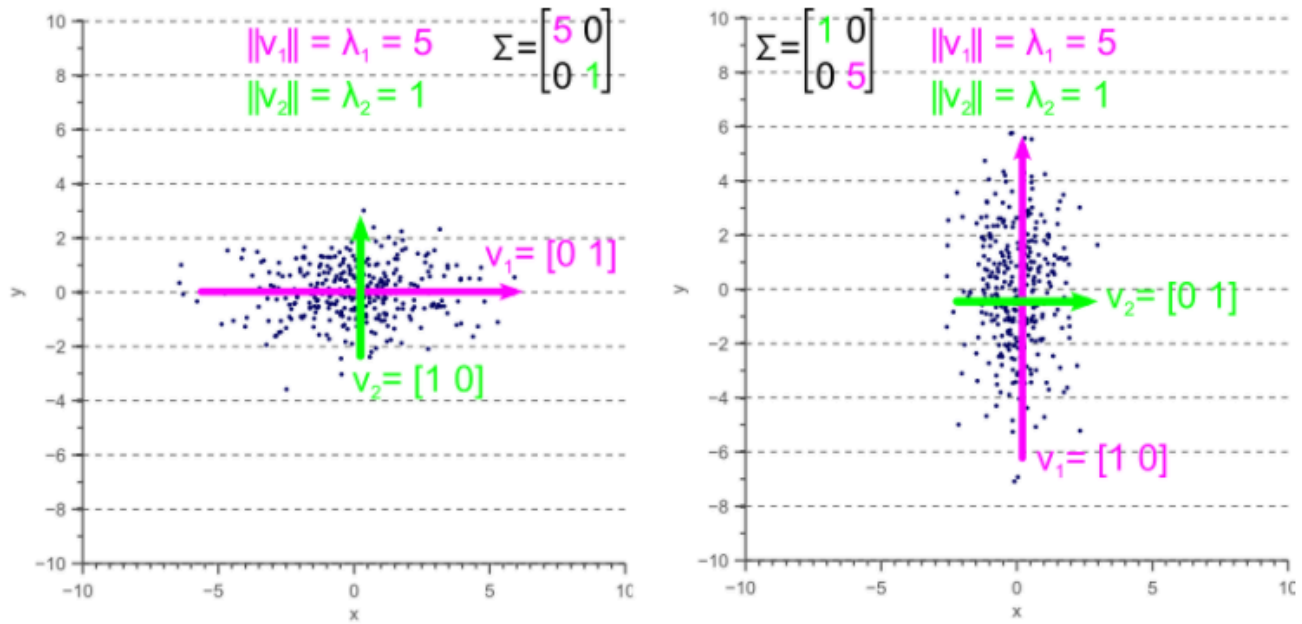 10
8
6
4
2
0
−2
−4
−6
−8
−10
y
−10 −5 0 5 10
x
||v₁|| = λ₁ = 5
||v₂|| = λ₂ = 1
Σ=[5 0
0 1]
v₁= [0 1]
v₂= [1 0]
10
8
6
4
2
0
−2
−4
−6
−8
−10
y
−10 −5 0 5 10
x
Σ=[1 0
0 5]
||v₁|| = λ₁ = 5
||v₂|| = λ₂ = 1
v₂= [0 1]
v₁= [1 0]